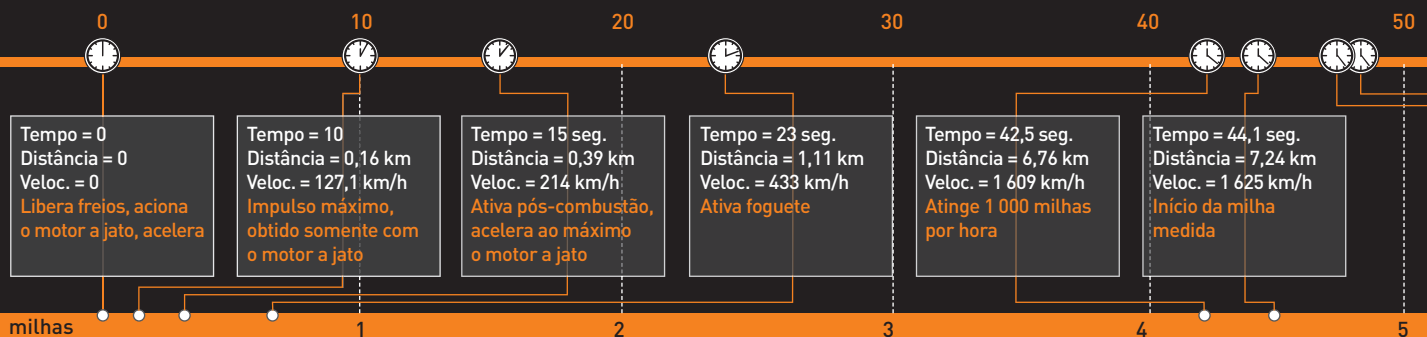 0 10 20 30 40 50
Tempo = 0
Distância = 0
Veloc. = 0
Libera freios, aciona
o motor a jato, acelera
Tempo = 10
Distância = 0,16 km
Veloc. = 127,1 km/h
Impulso máximo,
obtido somente com
o motor a jato
Tempo = 15 seg.
Distância = 0,39 km
Veloc. = 214 km/h
Ativa pós-combustão,
acelera ao máximo
o motor a jato
Tempo = 23 seg.
Distância = 1,11 km
Veloc. = 433 km/h
Ativa foguete
Tempo = 42,5 seg.
Distância = 6,76 km
Veloc. = 1 609 km/h
Atinge 1 000 milhas
por hora
Tempo = 44,1 seg.
Distância = 7,24 km
Veloc. = 1 625 km/h
Início da milha
medida
milhas 1 2 3 4 5